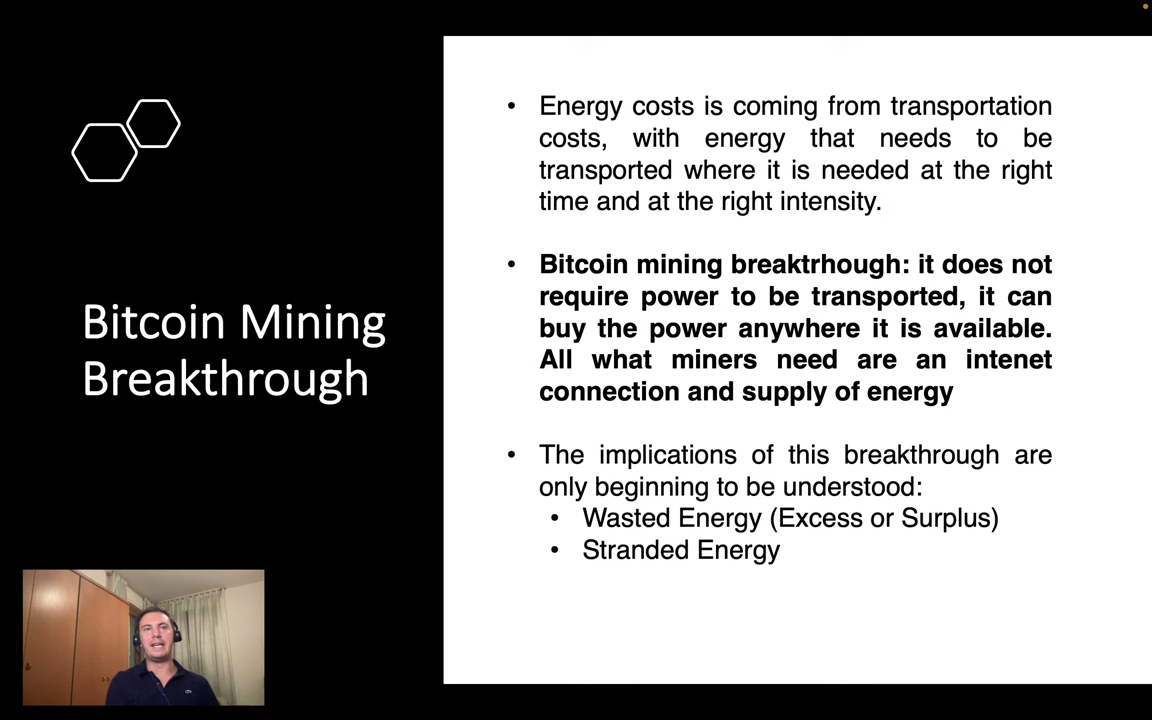 Bitcoin Mining
Breakthrough
• Energy costs is coming from transportation
costs, with energy that needs to be
transported where it is needed at the right
time and at the right intensity.
• Bitcoin mining breaktrhough: it does not
require power to be transported, it can
buy the power anywhere it is available.
All what miners need are an intenet
connection and supply of energy
• The implications of this breakthrough are
only beginning to be understood:
• Wasted Energy (Excess or Surplus)
• Stranded Energy